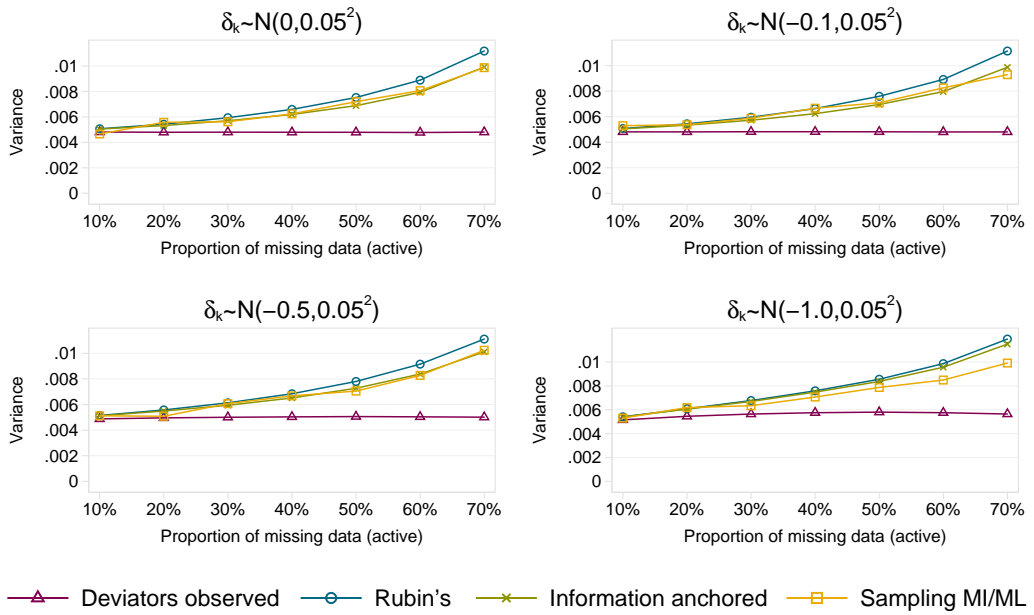 δk~N(0,0.05²)
Variance
.01
.008
.006
.004
.002
0
10% 20% 30% 40% 50% 60% 70%
Proportion of missing data (active)
δk~N(−0.1,0.05²)
Variance
.01
.008
.006
.004
.002
0
10% 20% 30% 40% 50% 60% 70%
Proportion of missing data (active)
δk~N(−0.5,0.05²)
Variance
.01
.008
.006
.004
.002
0
10% 20% 30% 40% 50% 60% 70%
Proportion of missing data (active)
δk~N(−1.0,0.05²)
Variance
.01
.008
.006
.004
.002
0
10% 20% 30% 40% 50% 60% 70%
Proportion of missing data (active)
Deviators observed Rubin's Information anchored Sampling MI/ML